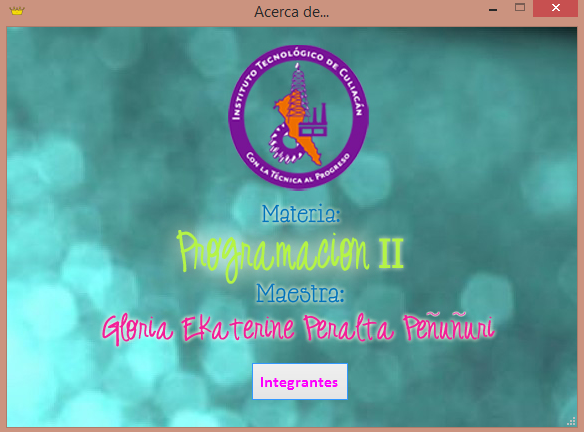 Acerca de...
INSTITUTO TECNOLÓGICO DE CULIACÁN
CON LA TÉCNICA AL PROGRESO
Materia:
Programacion II
Maestra:
Gloria Ekaterine Peralta Peñuñuri
Integrantes